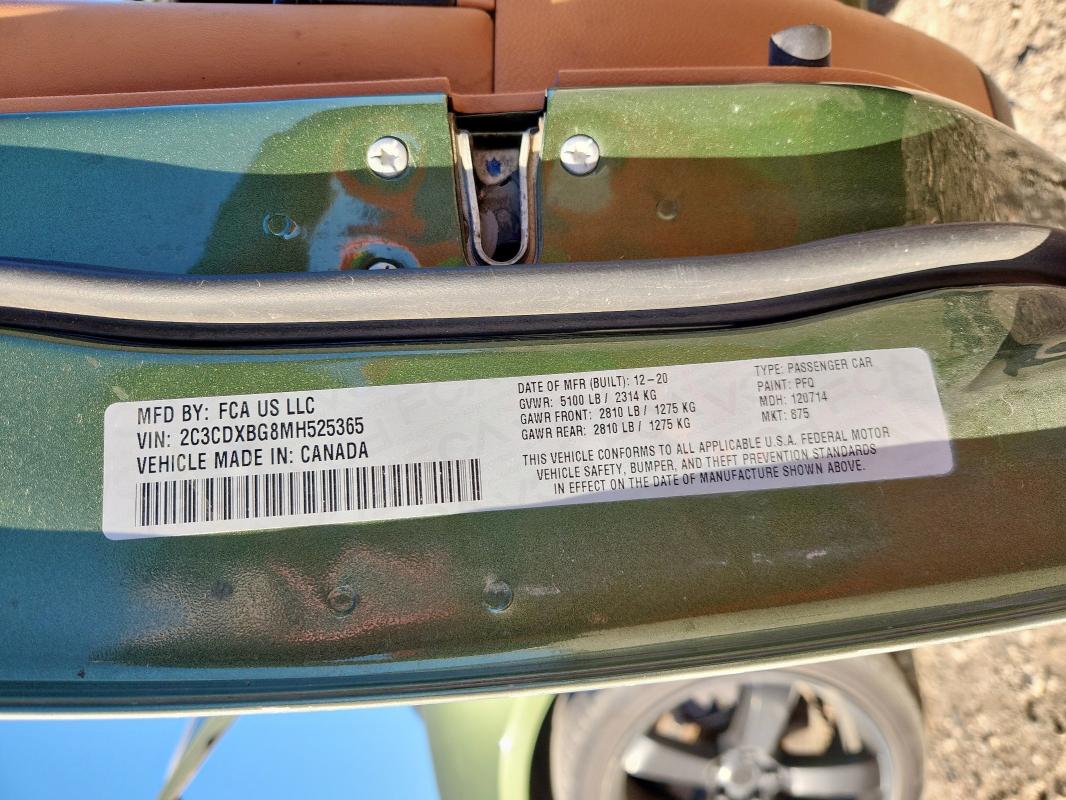 MFD BY: FCA US LLC
VIN: 2C3CDXBG8MH525365
VEHICLE MADE IN: CANADA
DATE OF MFR (BUILT): 12-20
GVWR: 5100 LB / 2314 KG
GAWR FRONT: 2810 LB / 1275 KG
GAWR REAR: 2810 LB / 1275 KG
TYPE: PASSENGER CAR
PAINT: PFQ
MDH: 120714
MKT: 875
THIS VEHICLE CONFORMS TO ALL APPLICABLE U.S.A. FEDERAL MOTOR
VEHICLE SAFETY, BUMPER, AND THEFT PREVENTION STANDARDS
IN EFFECT ON THE DATE OF MANUFACTURE SHOWN ABOVE.